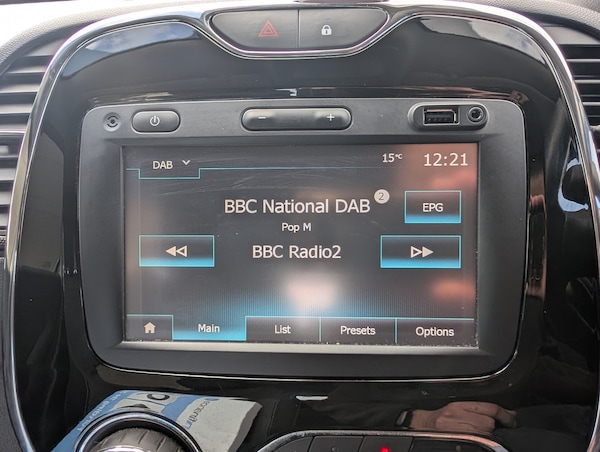 DAB 15°C 12:21
BBC National DAB 2 EPG
Pop M
BBC Radio2
Main List Presets Options